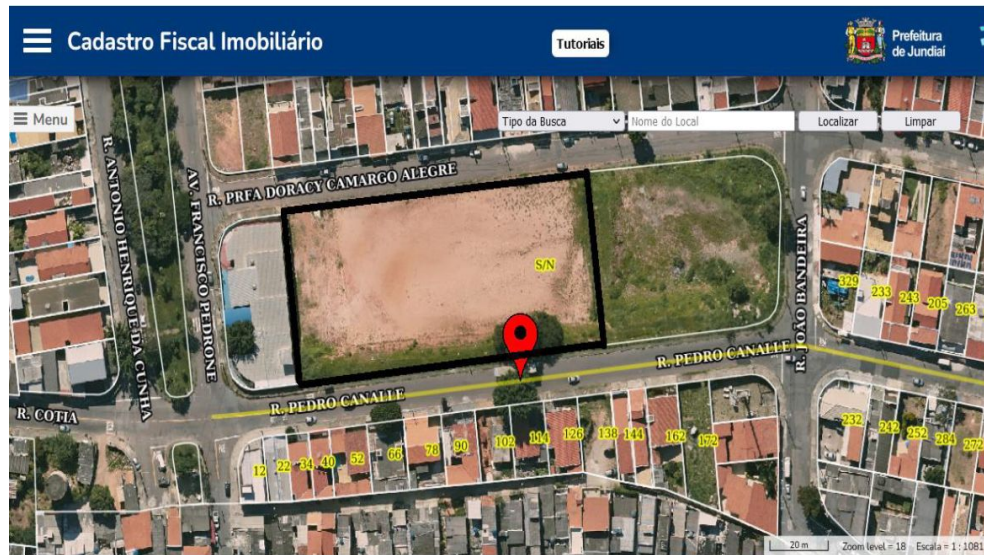 Cadastro Fiscal Imobiliário
Tutoriais
Prefeitura
de Jundiaí
Menu
Tipo da Busca
Nome do Local
Localizar
Limpar
R. ANTONIO HENRIQUE DA CUNHA
AV. FRANCISCO PEDRONE
R. PRFA DORACY CAMARGO ALEGRE
S/N
R. JOÃO BANDEIRA
329
233
243
205
263
R. PEDRO CANALLE
R. PEDRO CANALLE
R. COTIA
12
22
34
40
52
66
78
90
102
114
126
138
144
162
172
232
242
252
284
272
20 m
Zoom level = 18
Escala = 1 : 1081